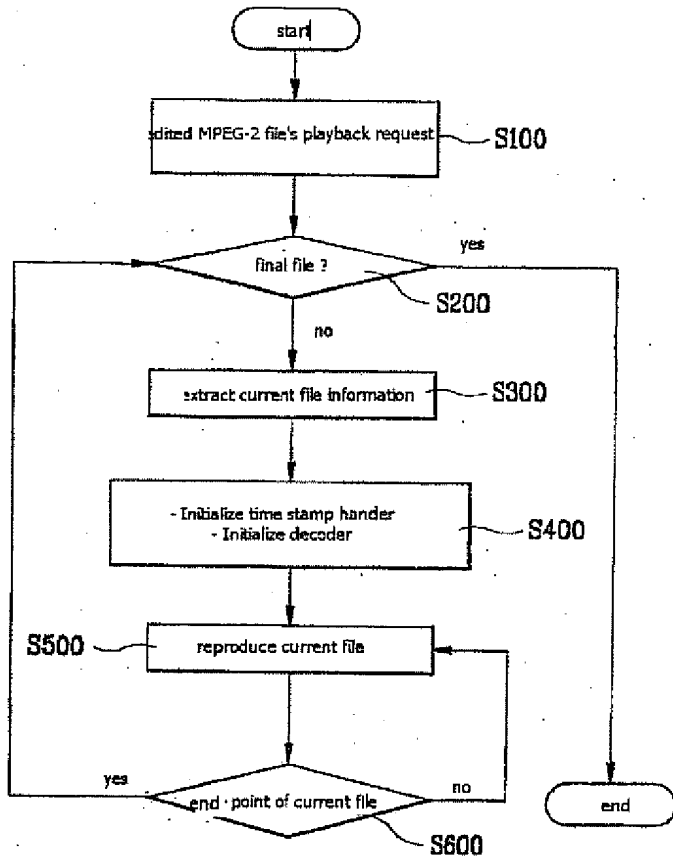 start
edited MPEG-2 file's playback request
S100
yes
final file ?
S200
no
extract current file information
S300
- Initialize time stamp hander
- Initialize decoder
S400
S500
reproduce current file
yes
end · point of current file
no
S600
end